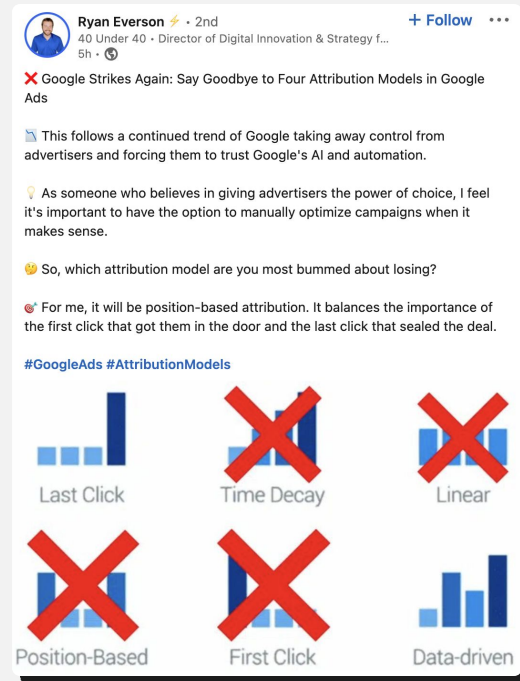 Ryan Everson ⚡ • 2nd
+ Follow •••
40 Under 40 • Director of Digital Innovation & Strategy f...
5h •
❌ Google Strikes Again: Say Goodbye to Four Attribution Models in Google
Ads
📉 This follows a continued trend of Google taking away control from
advertisers and forcing them to trust Google's AI and automation.
💡 As someone who believes in giving advertisers the power of choice, I feel
it's important to have the option to manually optimize campaigns when it
makes sense.
🤔 So, which attribution model are you most bummed about losing?
🎯 For me, it will be position-based attribution. It balances the importance of
the first click that got them in the door and the last click that sealed the deal.
#GoogleAds #AttributionModels
Last Click
Time Decay
Linear
Position-Based
First Click
Data-driven